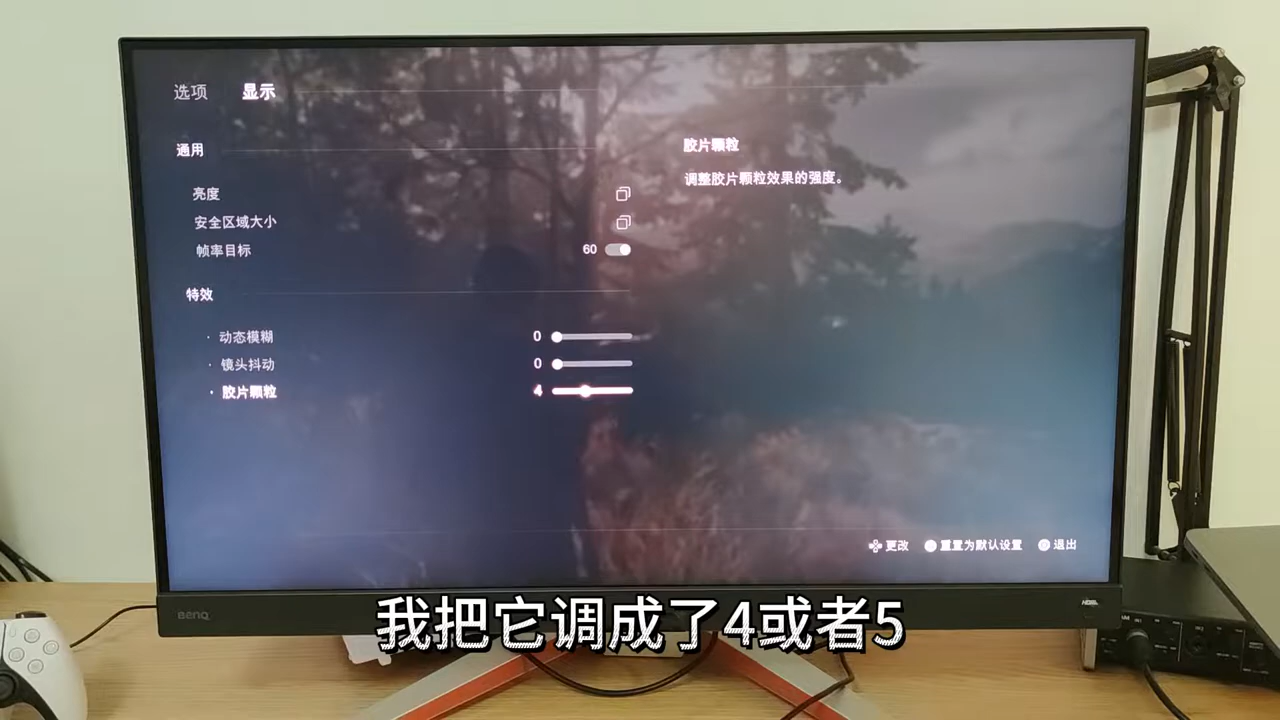 选项 显示
通用
亮度
安全区域大小
帧率目标 60
特效
· 动态模糊 0
· 镜头抖动 0
· 胶片颗粒 4
胶片颗粒
调整胶片颗粒效果的强度。
更改 重置为默认设置 退出
BenQ
我把它调成了4或者5